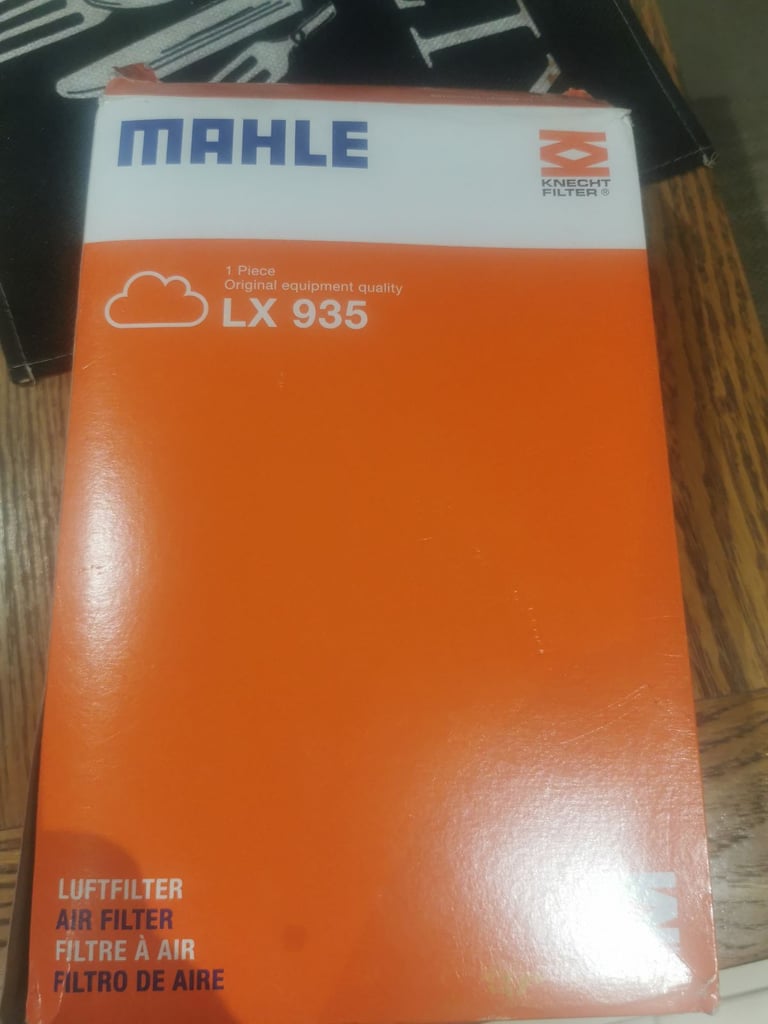 MAHLE
KNECHT
FILTER ®
1 Piece
Original equipment quality
LX 935
LUFTFILTER
AIR FILTER
FILTRE À AIR
FILTRO DE AIRE